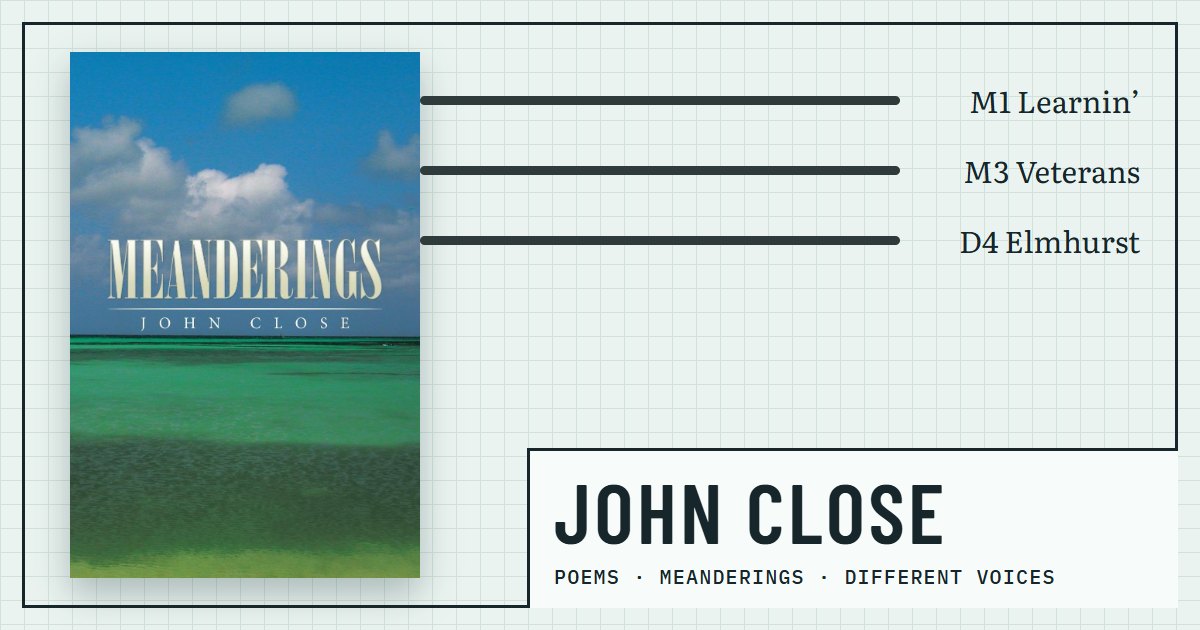 MEANDERINGS
JOHN CLOSE
M1 Learnin’
M3 Veterans
D4 Elmhurst
JOHN CLOSE
POEMS · MEANDERINGS · DIFFERENT VOICES